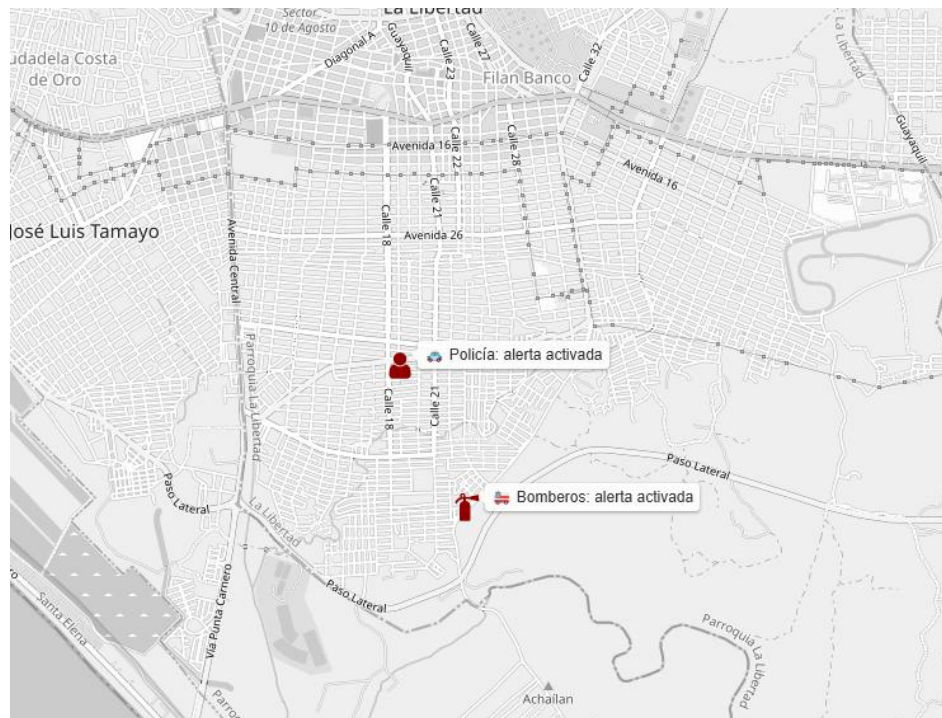 La Libertad
Sector
10 de Agosto
Diagonal A
Guayaquil
Calle 23
Calle 27
Calle 32
La Libertad
Filan Banco
de Oro
Guayaquil
Avenida 16
Calle 22
Calle 28
Avenida 16
José Luis Tamayo
Calle 18
Calle 21
Avenida 26
Avenida Central
Parroquia La Libertad
Policía: alerta activada
Calle 18
Calle 21
Paso Lateral
Paso Lateral
Bomberos: alerta activada
La Libertad
Paso Lateral
Vía Punta Carnero
Santa Elena
Parroquia La Libertad
Achailan